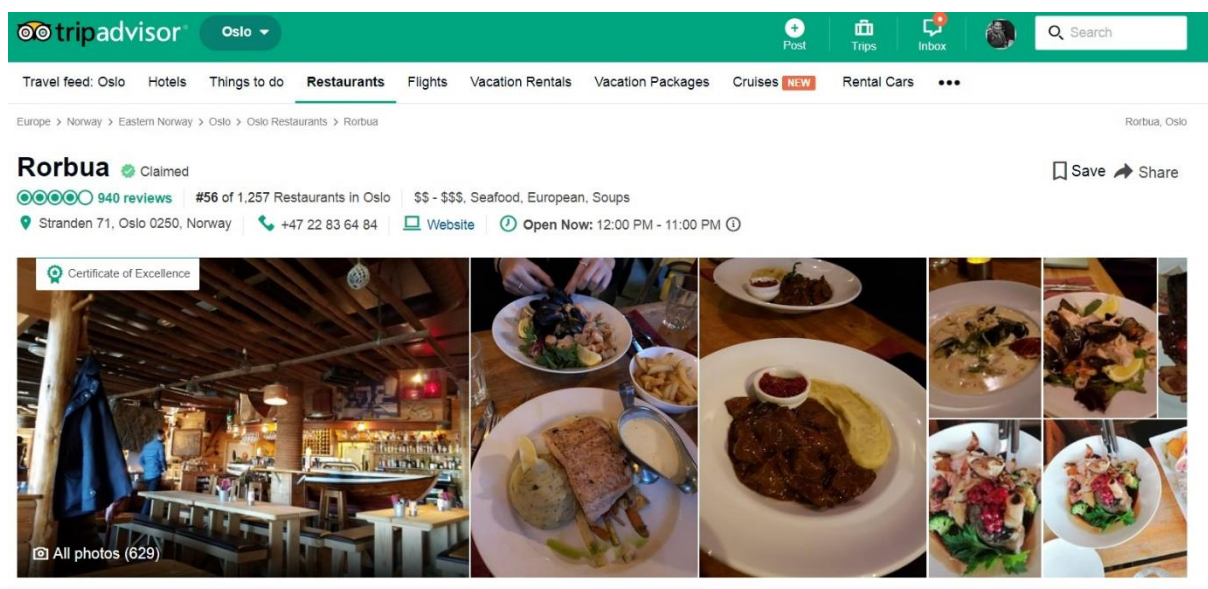 tripadvisor® Oslo Post Trips Inbox Search
Travel feed: Oslo Hotels Things to do Restaurants Flights Vacation Rentals Vacation Packages Cruises NEW Rental Cars •••
Europe > Norway > Eastern Norway > Oslo > Oslo Restaurants > Rorbua Rorbua, Oslo
Rorbua Claimed Save Share
940 reviews #56 of 1,257 Restaurants in Oslo $$ - $$$, Seafood, European, Soups
Stranden 71, Oslo 0250, Norway +47 22 83 64 84 Website Open Now: 12:00 PM - 11:00 PM
Certificate of Excellence
All photos (629)